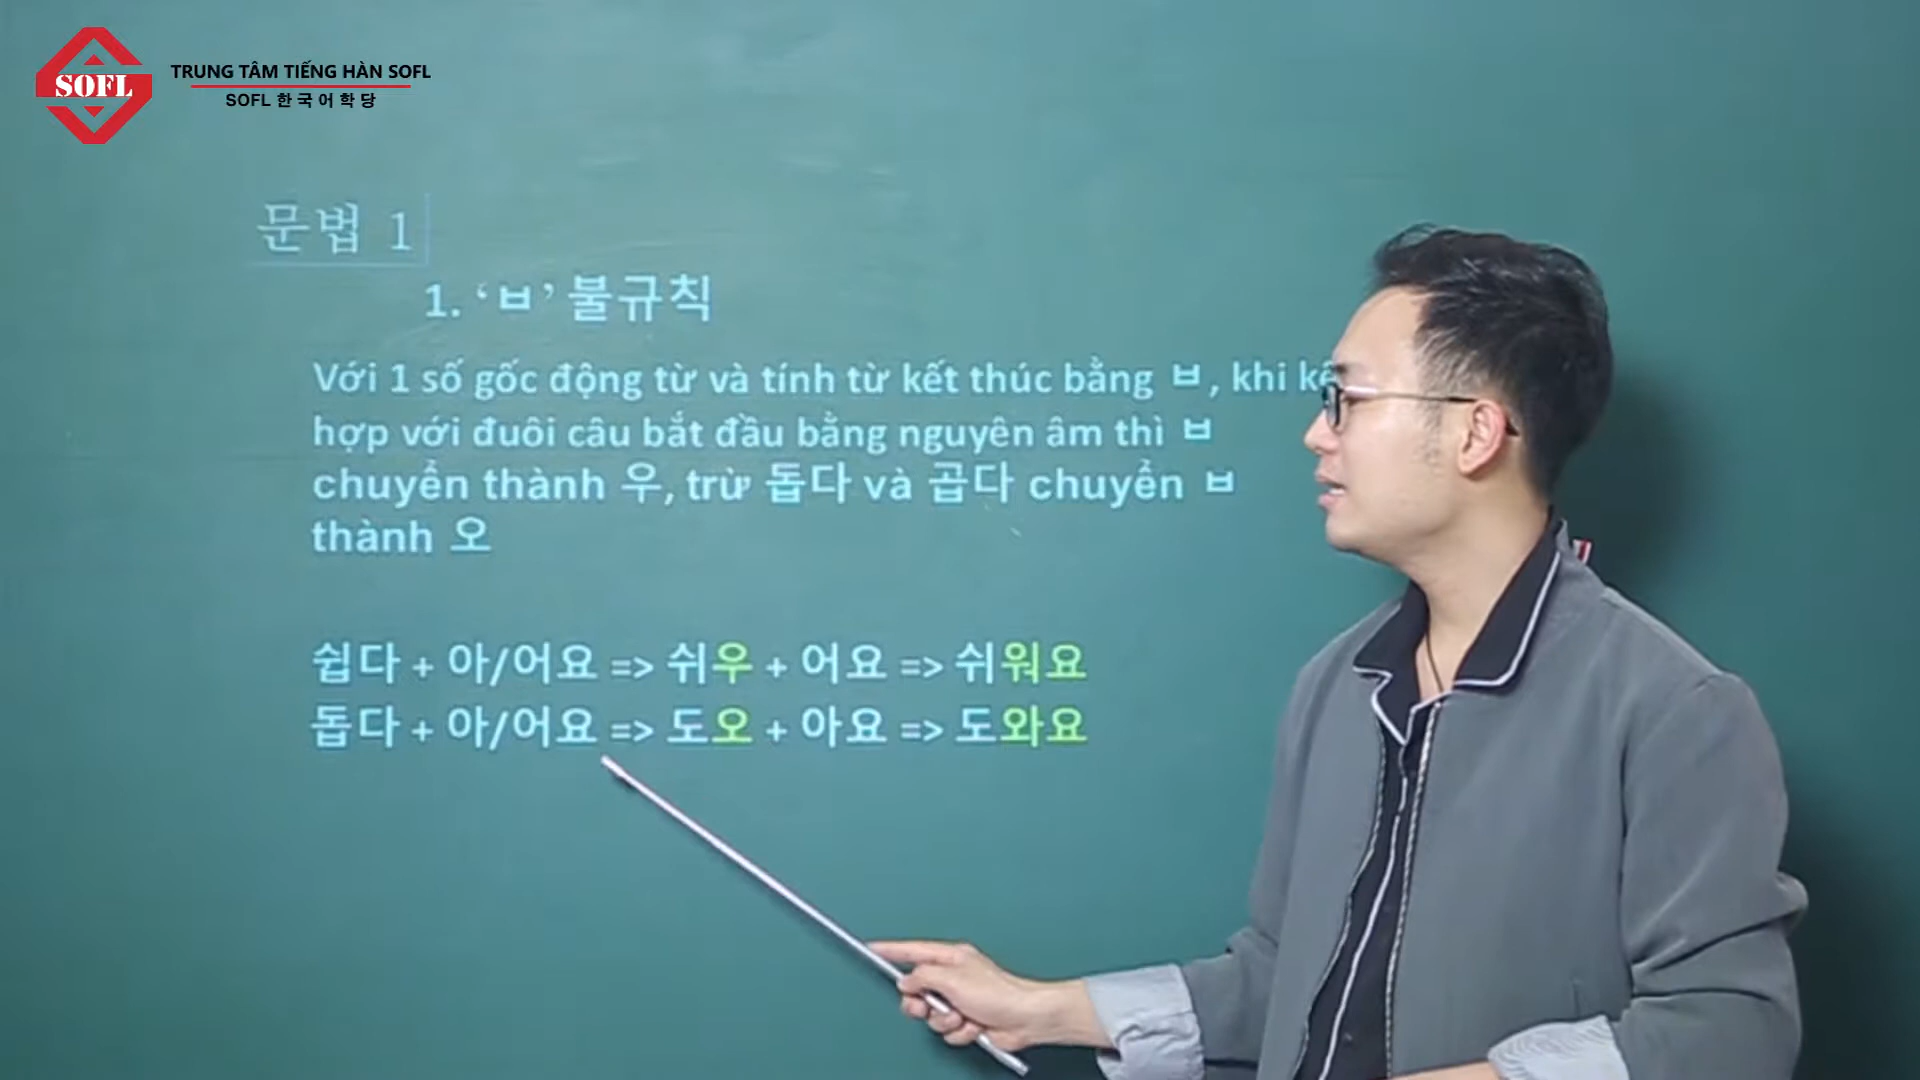 SOFL
TRUNG TÂM TIẾNG HÀN SOFL
SOFL 한국어학당
문법 1
1. ‘ㅂ’ 불규칙
Với 1 số gốc động từ và tính từ kết thúc bằng ㅂ, khi
hợp với đuôi câu bắt đầu bằng nguyên âm thì ㅂ
chuyển thành 우, trừ 돕다 và 곱다 chuyển ㅂ
thành 오
쉽다 + 아/어요 => 쉬우 + 어요 => 쉬워요
돕다 + 아/어요 => 도오 + 아요 => 도와요